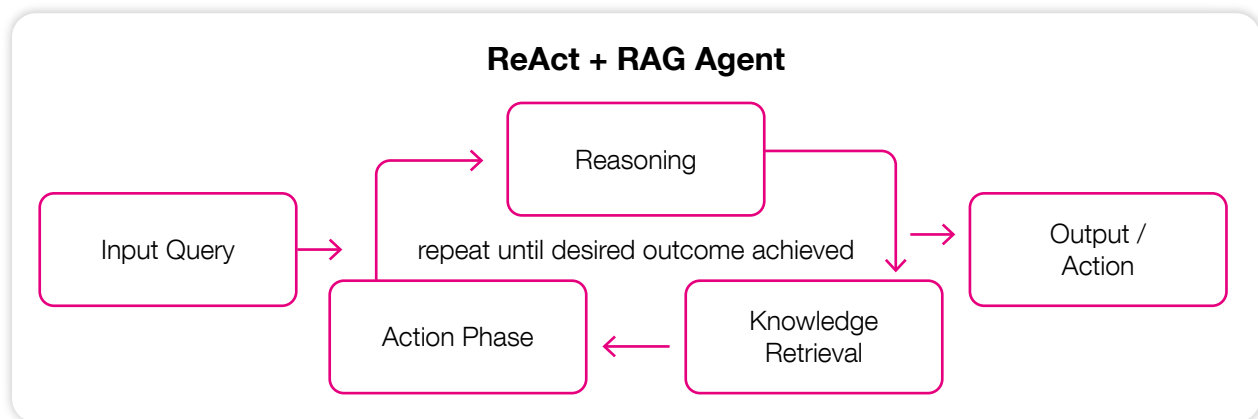 ReAct + RAG Agent
Reasoning
Input Query
repeat until desired outcome achieved
Output /
Action
Action Phase
Knowledge
Retrieval